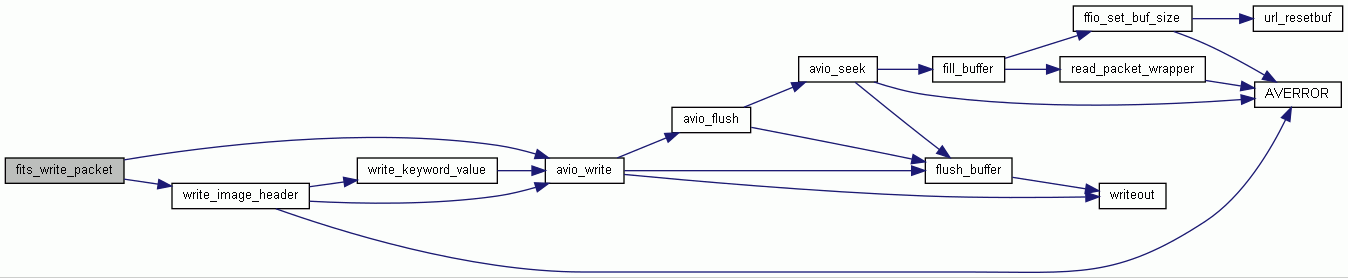 ffio_set_buf_size
url_resetbuf
avio_seek
fill_buffer
read_packet_wrapper
AVERROR
avio_flush
fits_write_packet
write_keyword_value
avio_write
flush_buffer
write_image_header
writeout